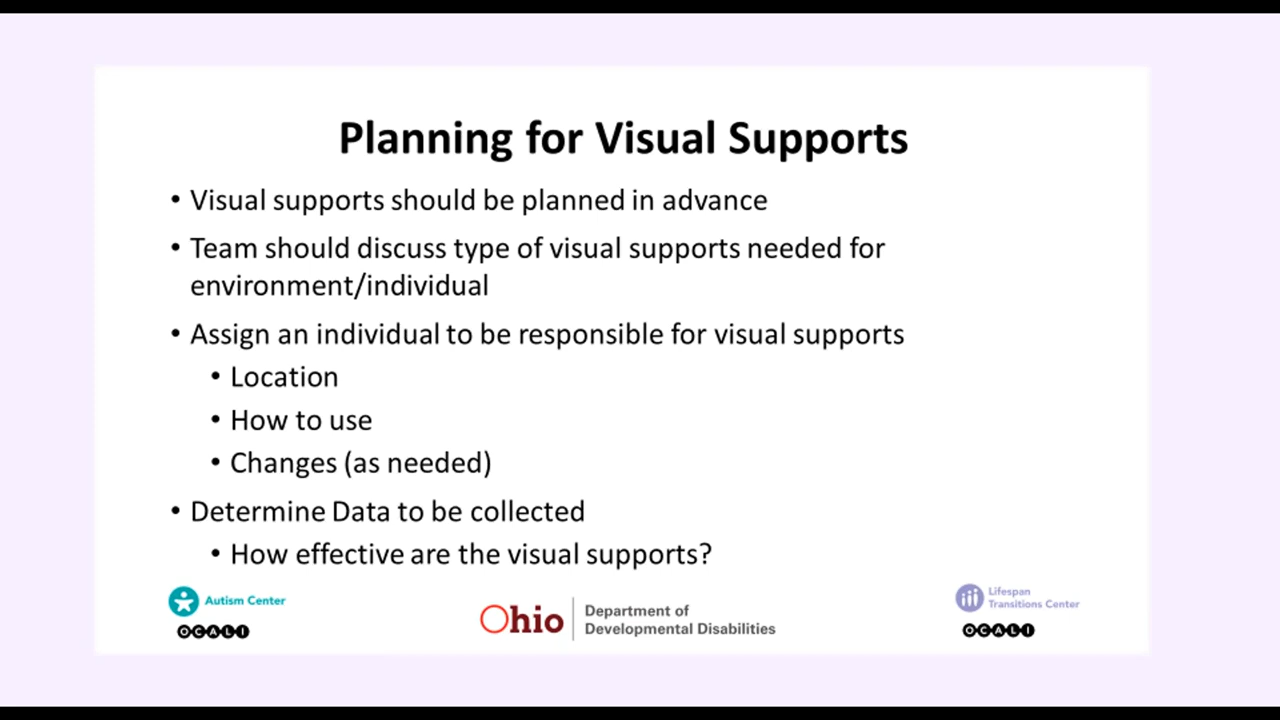 Planning for Visual Supports
• Visual supports should be planned in advance
• Team should discuss type of visual supports needed for
environment/individual
• Assign an individual to be responsible for visual supports
• Location
• How to use
• Changes (as needed)
• Determine Data to be collected
• How effective are the visual supports?
Autism Center
OCALI
Ohio
Department of
Developmental Disabilities
Lifespan
Transitions Center
OCALI